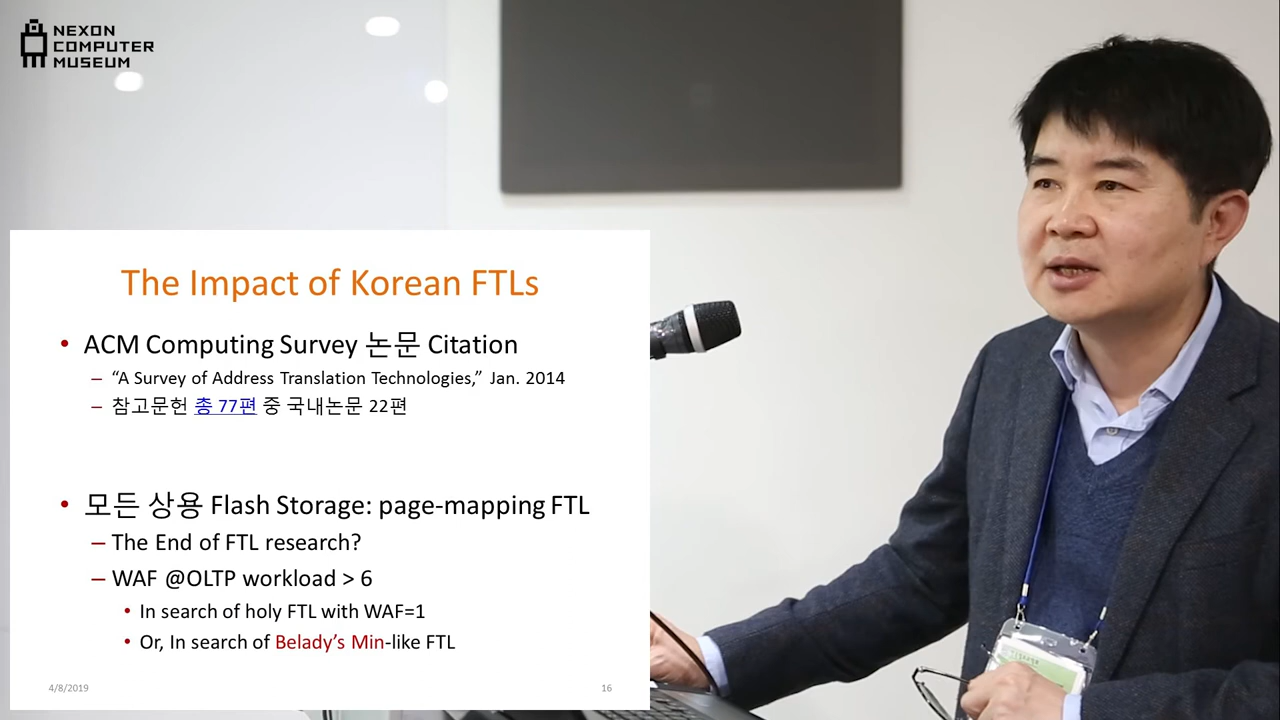 NEXON
COMPUTER
MUSEUM
The Impact of Korean FTLs
• ACM Computing Survey 논문 Citation
– “A Survey of Address Translation Technologies,” Jan. 2014
– 참고문헌 총 77편 중 국내논문 22편
• 모든 상용 Flash Storage: page-mapping FTL
– The End of FTL research?
– WAF @OLTP workload > 6
• In search of holy FTL with WAF=1
• Or, In search of Belady’s Min-like FTL
4/8/2019
16